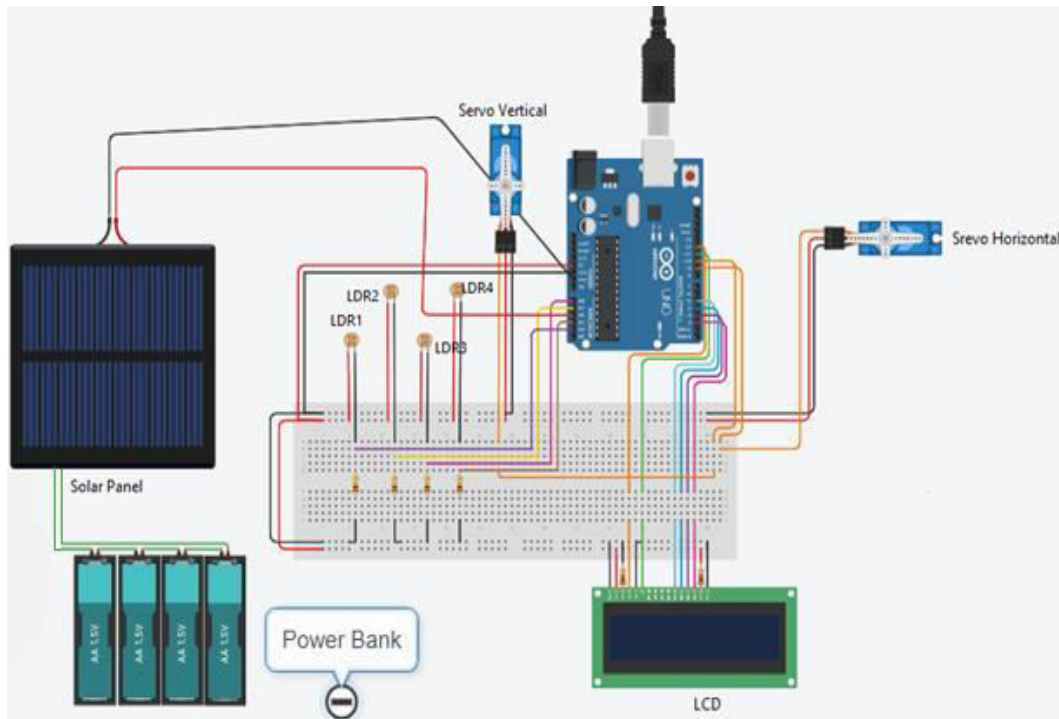 Servo Vertical
Srevo Horizontal
LDR2
LDR4
LDR1
LDR3
UNO
Solar Panel
AA 1.5V
AA 1.5V
AA 1.5V
AA 1.5V
Power Bank
LCD